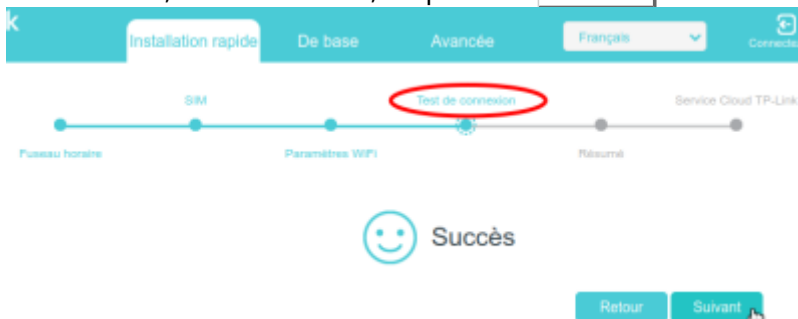 k
Installation rapide De base Avancée Français
SIM Test de connexion Service Cloud TP-Link
Fuseau horaire Paramètres WiFi Résumé
Succès
Retour Suivant